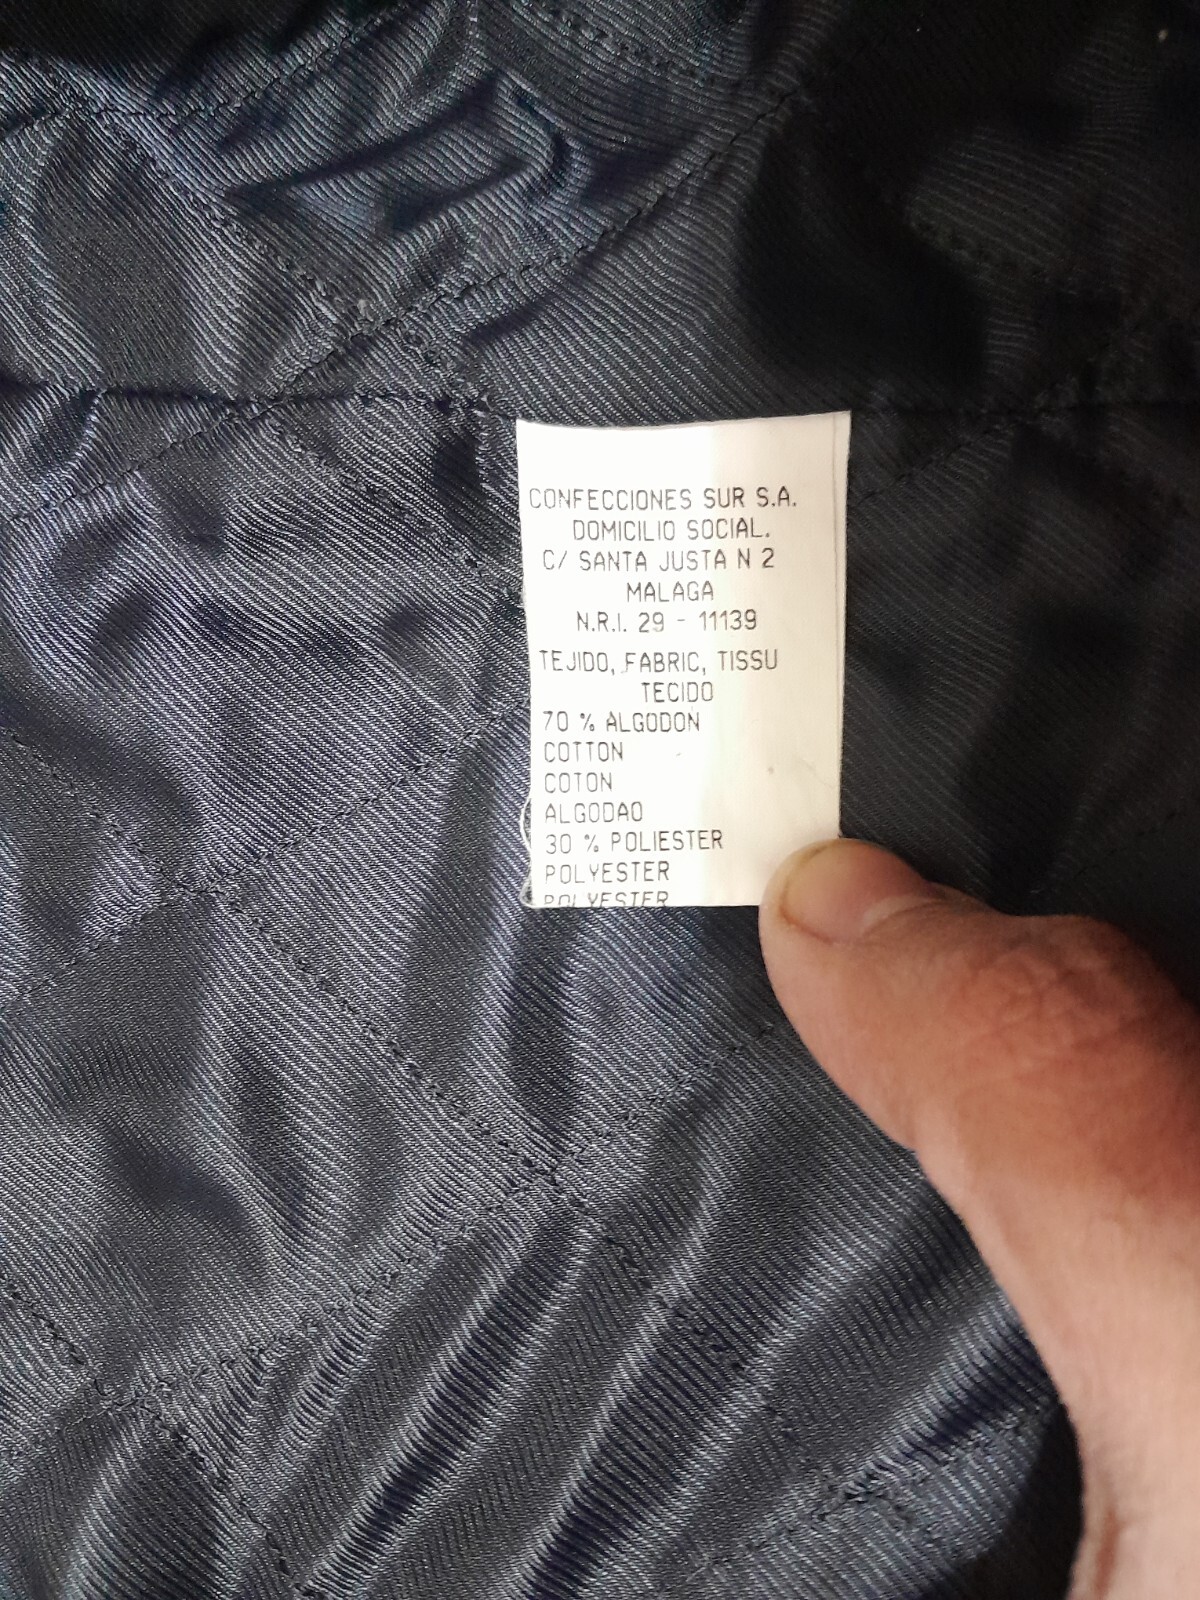 CONFECCIONES SUR S.A.
DOMICILIO SOCIAL.
C/ SANTA JUSTA N 2
MALAGA
N.R.I. 29 - 11139
TEJIDO, FABRIC, TISSU
TECIDO
70 % ALGODON
COTTON
COTON
ALGODAO
30 % POLIESTER
POLYESTER
POLYESTER